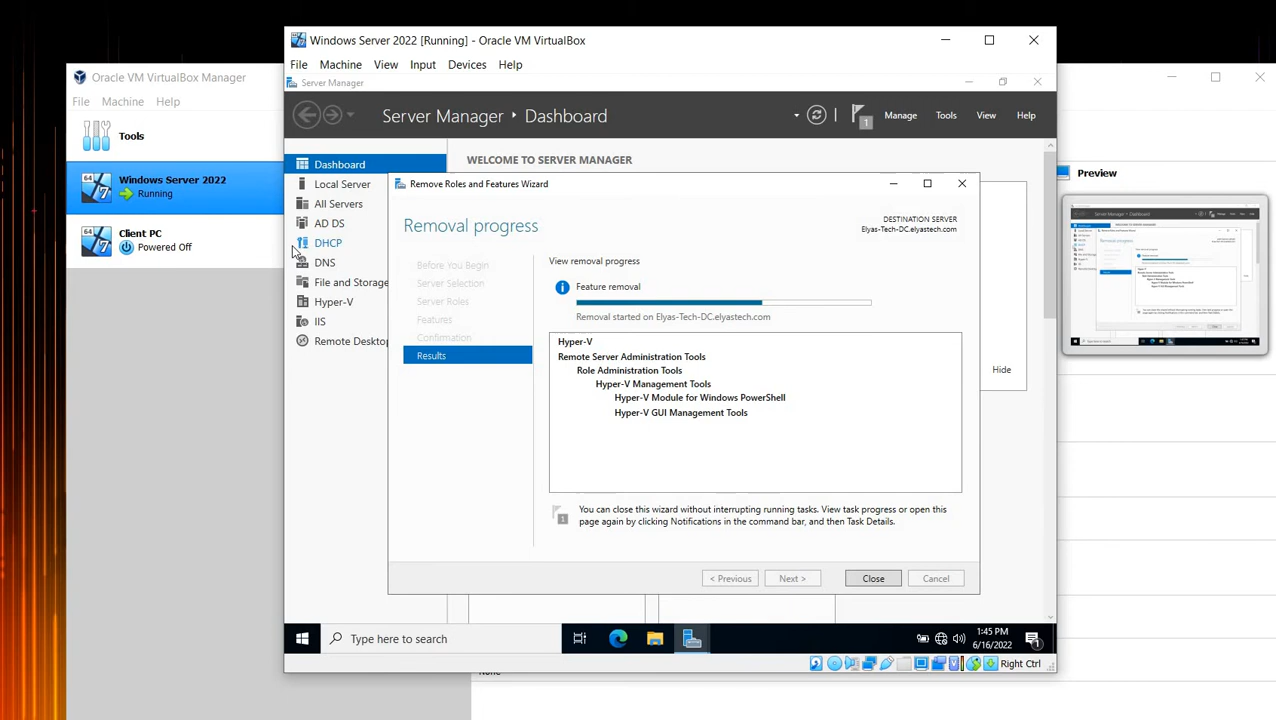 Windows Server 2022 [Running] - Oracle VM VirtualBox
File Machine View Input Devices Help
Oracle VM VirtualBox Manager
File Machine Help
Tools
64
Windows Server 2022
Running
64
Client PC
Powered Off
Preview
Server Manager
Server Manager • Dashboard
1
Manage Tools View Help
Dashboard
Local Server
All Servers
AD DS
DHCP
DNS
File and Storage
Hyper-V
IIS
Remote Desktop
WELCOME TO SERVER MANAGER
Hide
Remove Roles and Features Wizard
Removal progress
DESTINATION SERVER
Elyas-Tech-DC.elyastech.com
Before You Begin
Server Selection
Server Roles
Features
Confirmation
Results
View removal progress
Feature removal
Removal started on Elyas-Tech-DC.elyastech.com
Hyper-V
Remote Server Administration Tools
Role Administration Tools
Hyper-V Management Tools
Hyper-V Module for Windows PowerShell
Hyper-V GUI Management Tools
1
You can close this wizard without interrupting running tasks. View task progress or open this
page again by clicking Notifications in the command bar, and then Task Details.
< Previous Next > Close Cancel
Type here to search
1:45 PM
6/16/2022
1
Right Ctrl
None